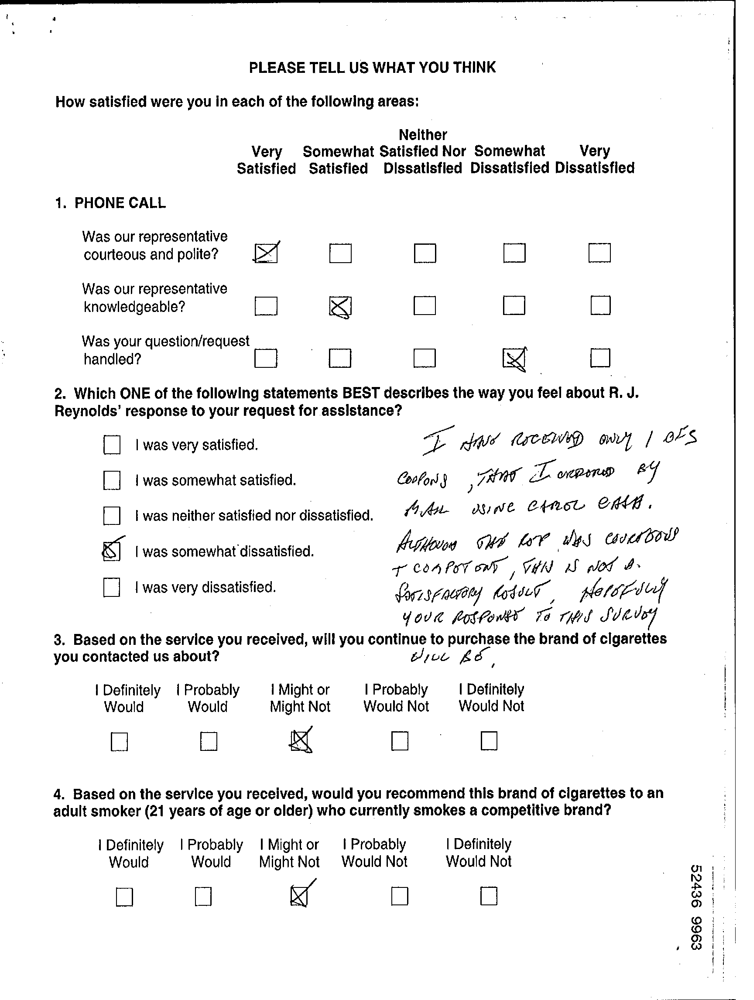 PLEASE TELL US WHAT YOU THINK
How satisfied were you in each of the following areas:
Neither
Very Somewhat Satisfied Nor Somewhat Very
Satisfied Satisfied Dissatisfied Dissatisfied Dissatisfied
1. PHONE CALL
Was our representative
courteous and polite?
Was our representative
knowledgeable?
Was your question/request
handled?
2. Which ONE of the following statements BEST describes the way you feel about R. J.
Reynolds' response to your request for assistance?
I was very satisfied.
I was somewhat satisfied.
I was neither satisfied nor dissatisfied.
I was somewhat dissatisfied.
I was very dissatisfied.
I HAVE RECEIVED ONLY 1 OF 5
COUPONS, THAT I ORDERED BY
MAIL USING CAMEL CASH.
ALTHOUGH THE REP WAS COURTEOUS
+ COMPETENT, THIS IS NOT A
SATISFACTORY RESULT, HOPEFULLY
YOUR RESPONSE TO THIS SURVEY
WILL BE,
3. Based on the service you received, will you continue to purchase the brand of cigarettes
you contacted us about?
I Definitely I Probably I Might or I Probably I Definitely
Would Would Might Not Would Not Would Not
4. Based on the service you received, would you recommend this brand of cigarettes to an
adult smoker (21 years of age or older) who currently smokes a competitive brand?
I Definitely I Probably I Might or I Probably I Definitely
Would Would Might Not Would Not Would Not
52436 9963